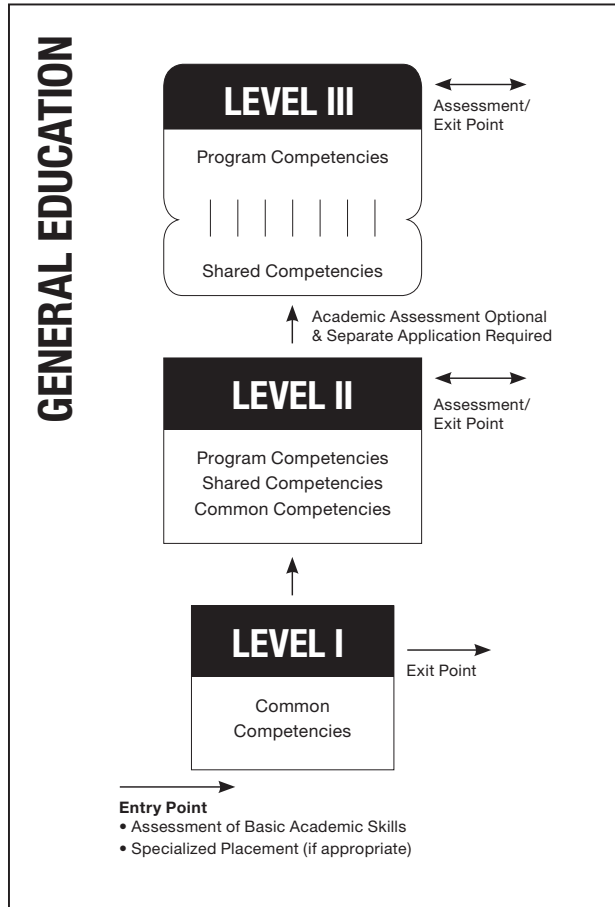 GENERAL EDUCATION
LEVEL III
Program Competencies
Shared Competencies
Assessment/
Exit Point
Academic Assessment Optional
& Separate Application Required
LEVEL II
Program Competencies
Shared Competencies
Common Competencies
Assessment/
Exit Point
LEVEL I
Common
Competencies
Exit Point
Entry Point
• Assessment of Basic Academic Skills
• Specialized Placement (if appropriate)